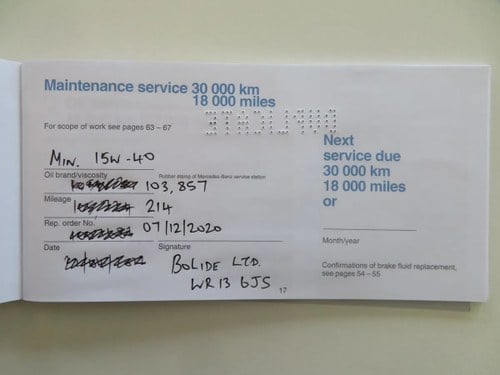 Maintenance service 30 000 km
18 000 miles
For scope of work see pages 63 – 67
DUPLICATE
Min. 15W-40
Oil brand/viscosity
Rubber stamp of Mercedes-Benz service station
103,857
Mileage
214
Rep. order No.
07/12/2020
Date
Signature
BOLIDE LTD.
WR13 6JS
17
Next
service due
30 000 km
18 000 miles
or
Month/year
Confirmations of brake fluid replacement,
see pages 54 – 55